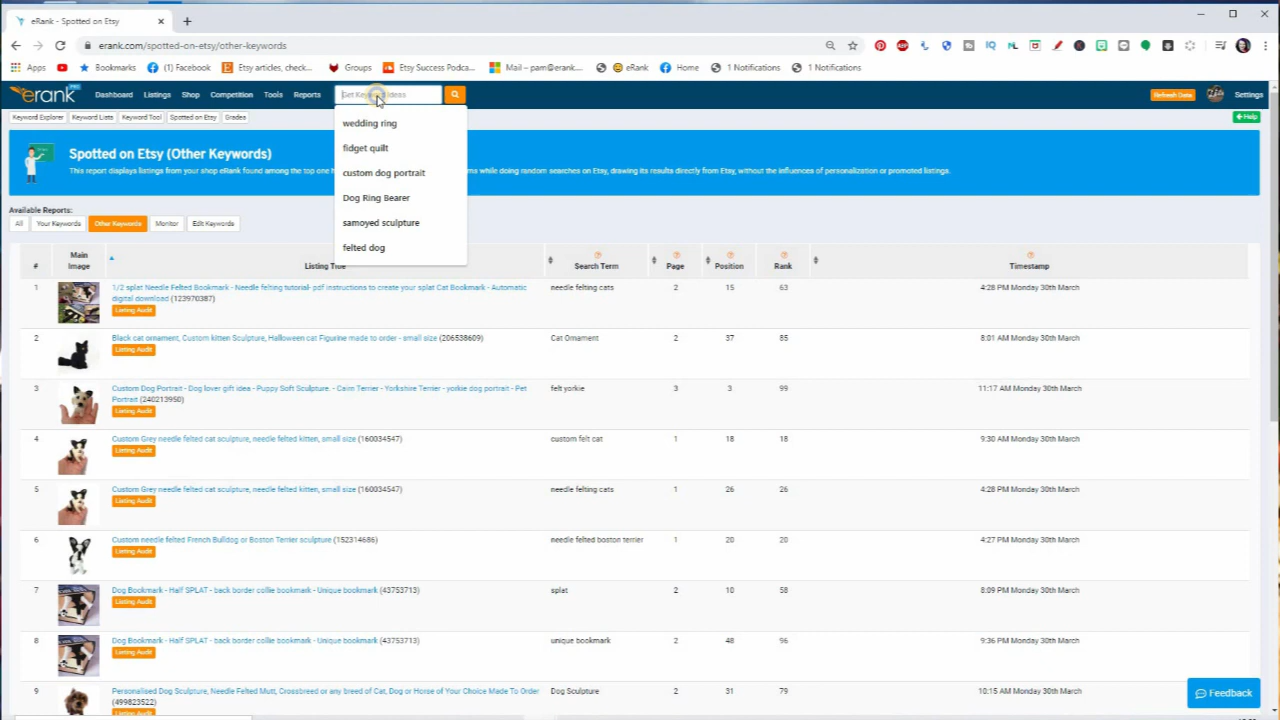 eRank - Spotted on Etsy
erank.com/spotted-on-etsy/other-keywords
Apps
Bookmarks
(1) Facebook
Etsy articles, check...
Groups
Etsy Success Podca...
Mail – pam@erank....
eRank
Home
1 Notifications
1 Notifications
erank
Dashboard
Listings
Shop
Competition
Tools
Reports
Get Keyword Ideas
Refresh Data
Settings
Keyword Explorer
Keyword Lists
Keyword Tool
Spotted on Etsy
Grades
Help
wedding ring
fidget quilt
custom dog portrait
Dog Ring Bearer
samoyed sculpture
felted dog
Spotted on Etsy (Other Keywords)
This report displays listings from your shop eRank found among the top one h
ms while doing random searches on Etsy, drawing its results directly from Etsy, without the influences of personalization or promoted listings.
Available Reports:
All
Your Keywords
Other Keywords
Monitor
Edit Keywords
# Main Image Listing Title Search Term Page Position Rank Timestamp
1 1/2 splat Needle Felted Bookmark - Needle felting tutorial- pdf instructions to create your splat Cat Bookmark - Automatic needle felting cats 2 15 63 4:28 PM Monday 30th March
digital download (123970387)
Listing Audit
2 Black cat ornament, Custom kitten Sculpture, Halloween cat Figurine made to order - small size (206538609) Cat Ornament 2 37 85 8:01 AM Monday 30th March
Listing Audit
3 Custom Dog Portrait - Dog lover gift idea - Puppy Soft Sculpture. - Cairn Terrier - Yorkshire Terrier - yorkie dog portrait - Pet felt yorkie 3 3 99 11:17 AM Monday 30th March
Portrait (240213950)
Listing Audit
4 Custom Grey needle felted cat sculpture, needle felted kitten, small size (160034547) custom felt cat 1 18 18 9:30 AM Monday 30th March
Listing Audit
5 Custom Grey needle felted cat sculpture, needle felted kitten, small size (160034547) needle felting cats 1 26 26 4:28 PM Monday 30th March
Listing Audit
6 Custom needle felted French Bulldog or Boston Terrier sculpture (152314686) needle felted boston terrier 1 20 20 4:27 PM Monday 30th March
Listing Audit
7 Dog Bookmark - Half SPLAT - back border collie bookmark - Unique bookmark (43753713) splat 2 10 58 8:09 PM Monday 30th March
Listing Audit
8 Dog Bookmark - Half SPLAT - back border collie bookmark - Unique bookmark (43753713) unique bookmark 2 48 96 9:36 PM Monday 30th March
Listing Audit
9 Personalised Dog Sculpture, Needle Felted Mutt, Crossbreed or any breed of Cat, Dog or Horse of Your Choice Made To Order Dog Sculpture 2 31 79 10:15 AM Monday 30th March
(499823522)
Listing Audit
Feedback